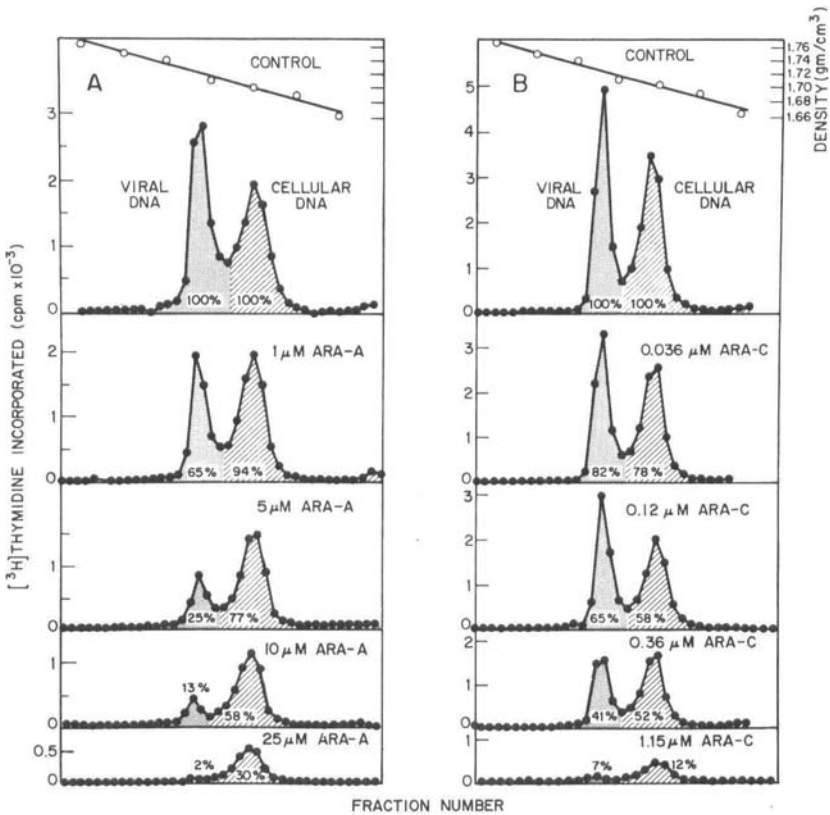 A
CONTROL
3
2
1
0
VIRAL DNA
CELLULAR DNA
100% 100%
1 μM ARA-A
2
1
0
65% 94%
5 μM ARA-A
1
0
25% 77%
10 μM ARA-A
1
0
13%
58%
25 μM ARA-A
0.5
0
2%
30%
[³H]THYMIDINE INCORPORATED (cpm x10⁻³)
B
CONTROL
1.76
1.74
1.72
1.70
1.68
1.66
DENSITY (gm/cm³)
5
4
3
2
1
0
VIRAL DNA
CELLULAR DNA
100% 100%
0.036 μM ARA-C
3
2
1
0
82% 78%
0.12 μM ARA-C
3
2
1
0
65% 58%
0.36 μM ARA-C
2
1
0
41% 52%
1.15 μM ARA-C
1
0
7% 12%
FRACTION NUMBER